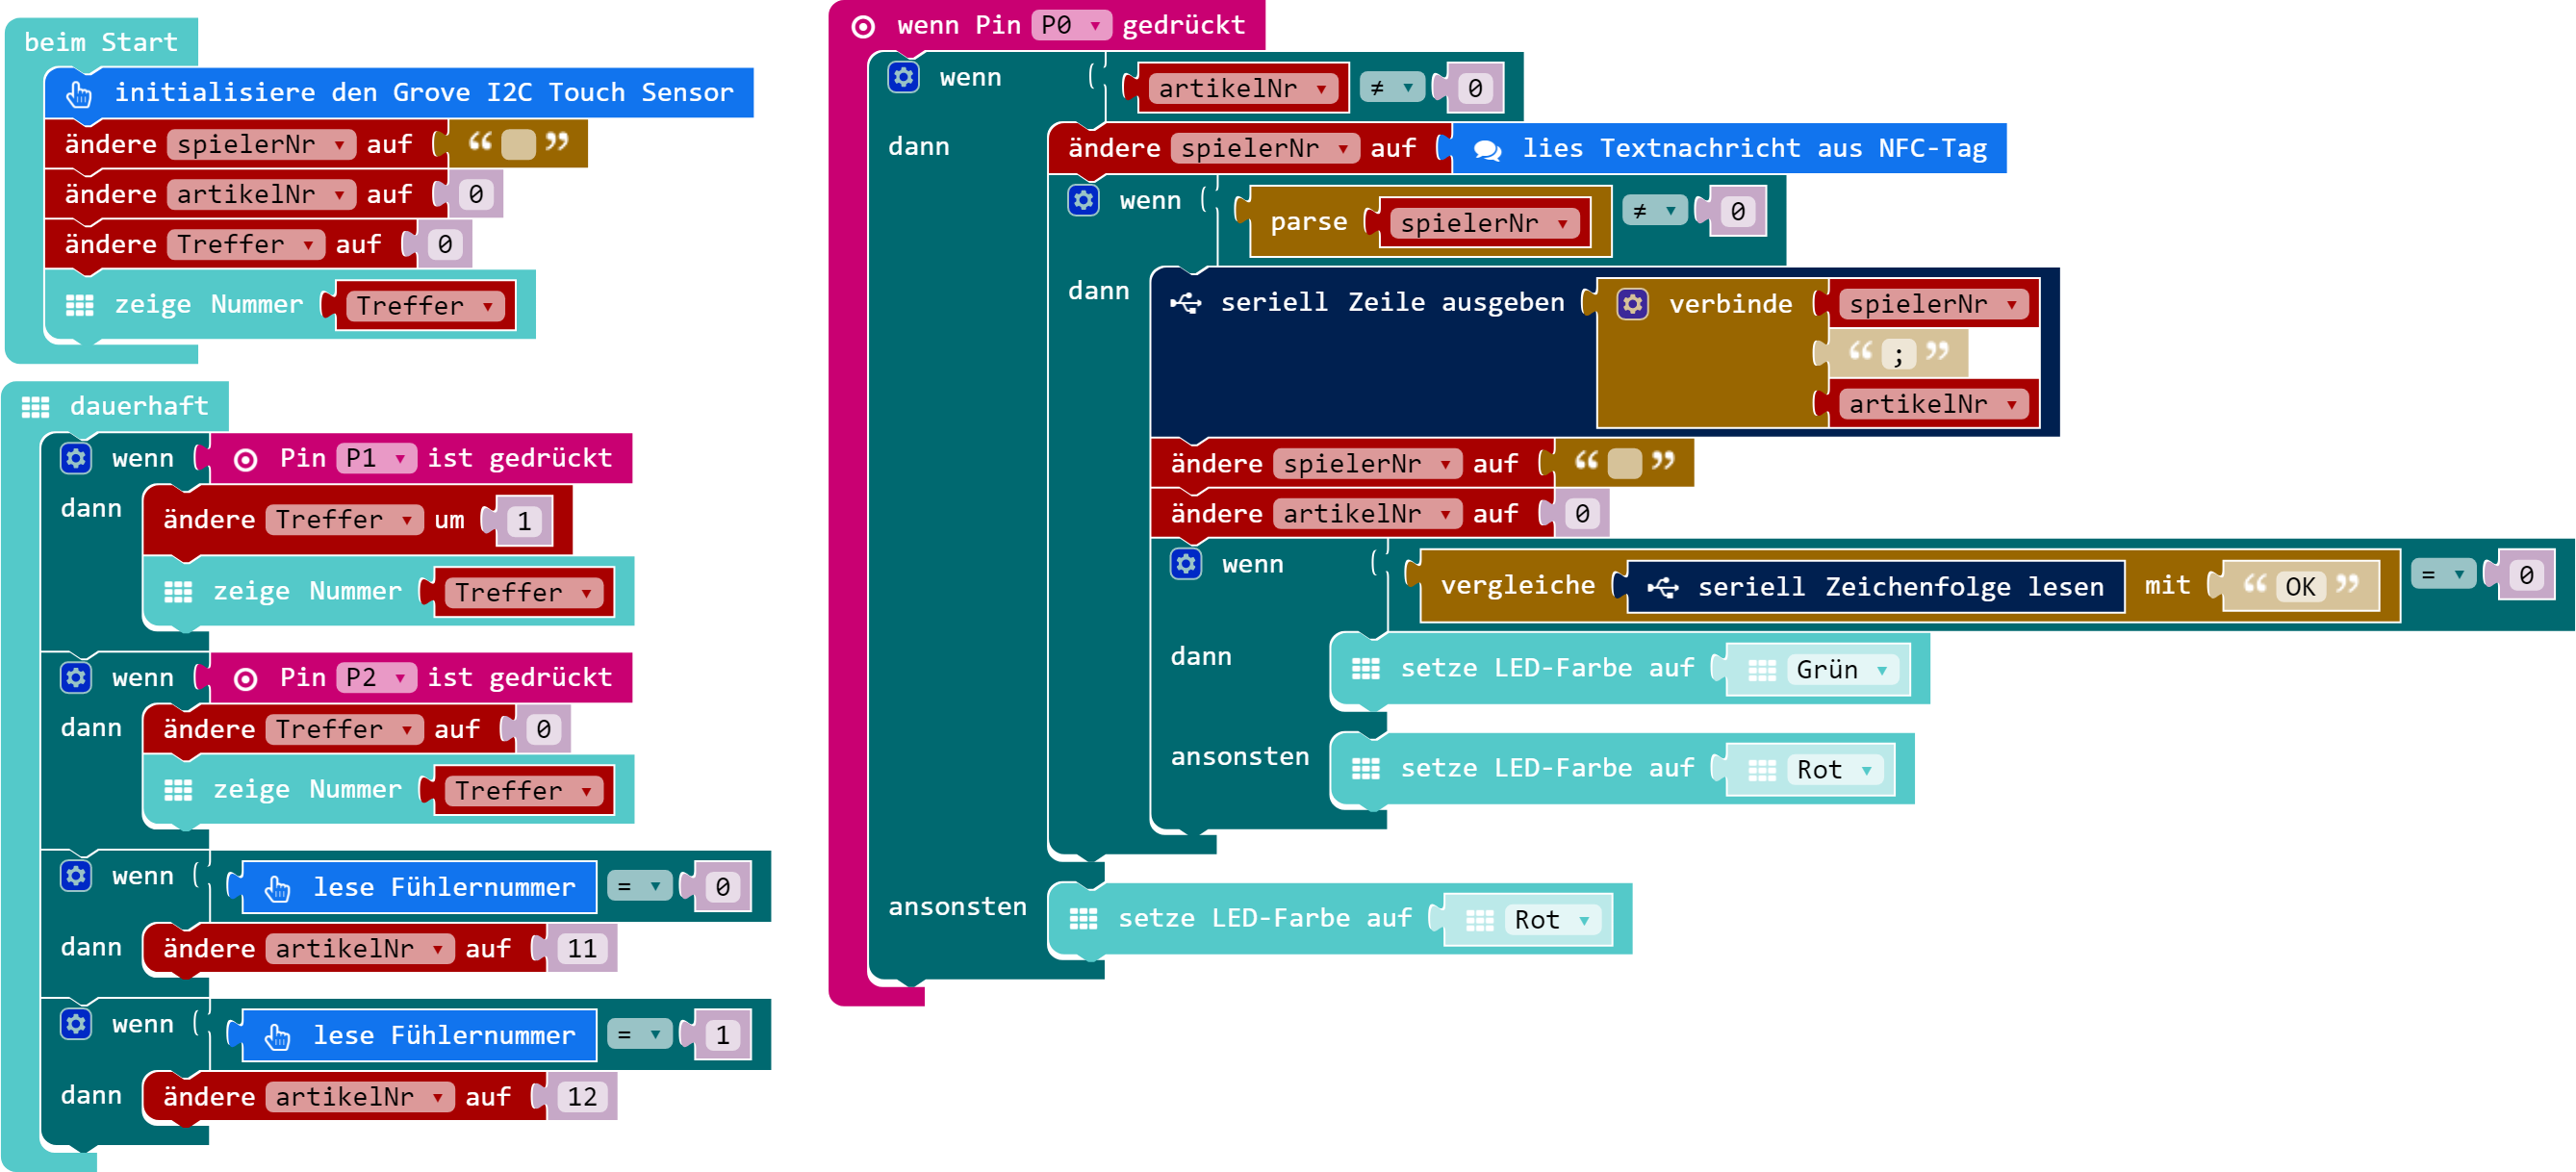 beim Start
initialisiere den Grove I2C Touch Sensor
ändere spielerNr ▾ auf “ ”
ändere artikelNr ▾ auf 0
ändere Treffer ▾ auf 0
zeige Nummer Treffer ▾
dauerhaft
wenn Pin P1 ▾ ist gedrückt
dann ändere Treffer ▾ um 1
zeige Nummer Treffer ▾
wenn Pin P2 ▾ ist gedrückt
dann ändere Treffer ▾ auf 0
zeige Nummer Treffer ▾
wenn lese Fühlernummer = ▾ 0
dann ändere artikelNr ▾ auf 11
wenn lese Fühlernummer = ▾ 1
dann ändere artikelNr ▾ auf 12
wenn Pin P0 ▾ gedrückt
wenn artikelNr ▾ ≠ ▾ 0
dann ändere spielerNr ▾ auf lies Textnachricht aus NFC-Tag
wenn parse spielerNr ▾ ≠ ▾ 0
dann seriell Zeile ausgeben verbinde spielerNr ▾
“ ; ”
artikelNr ▾
ändere spielerNr ▾ auf “ ”
ändere artikelNr ▾ auf 0
wenn vergleiche seriell Zeichenfolge lesen mit “ OK ” = ▾ 0
dann setze LED-Farbe auf Grün ▾
ansonsten setze LED-Farbe auf Rot ▾
ansonsten setze LED-Farbe auf Rot ▾